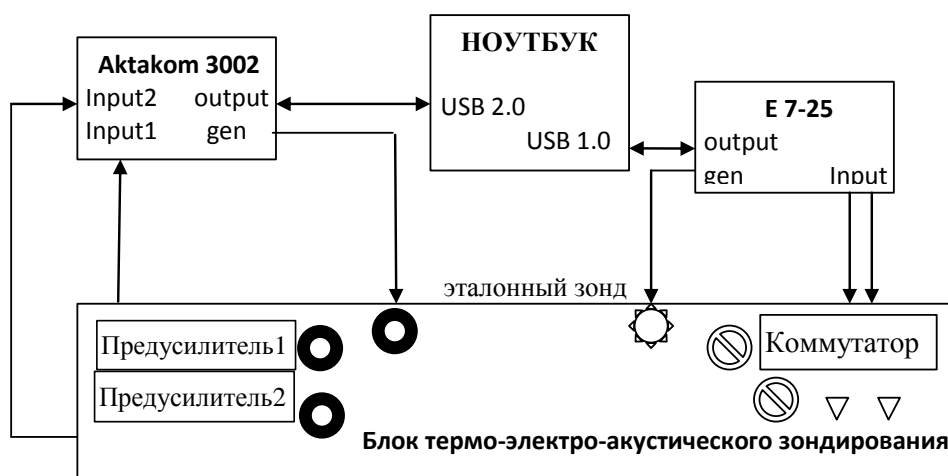 Aktakom 3002
Input2 output
Input1 gen
НОУТБУК
USB 2.0
USB 1.0
E 7-25
output
gen Input
эталонный зонд
Предусилитель1
Предусилитель2
Коммутатор
Блок термо-электро-акустического зондирования